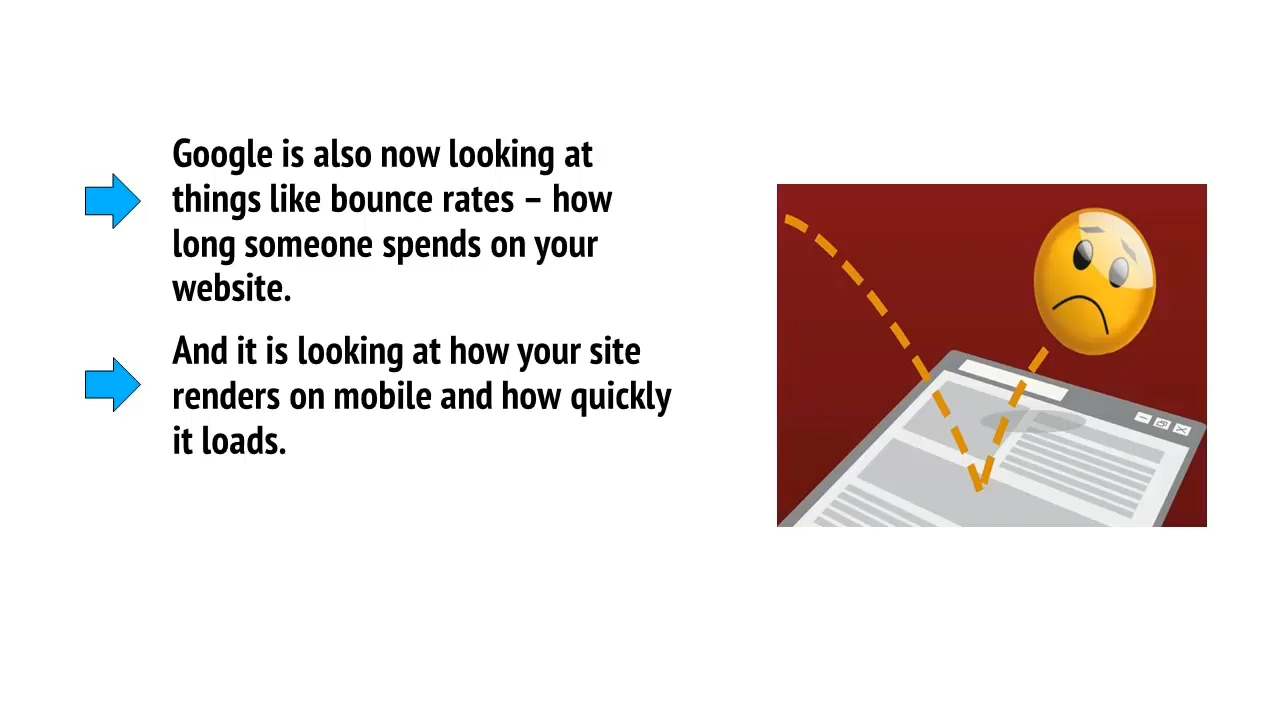 Google is also now looking at
things like bounce rates – how
long someone spends on your
website.
And it is looking at how your site
renders on mobile and how quickly
it loads.